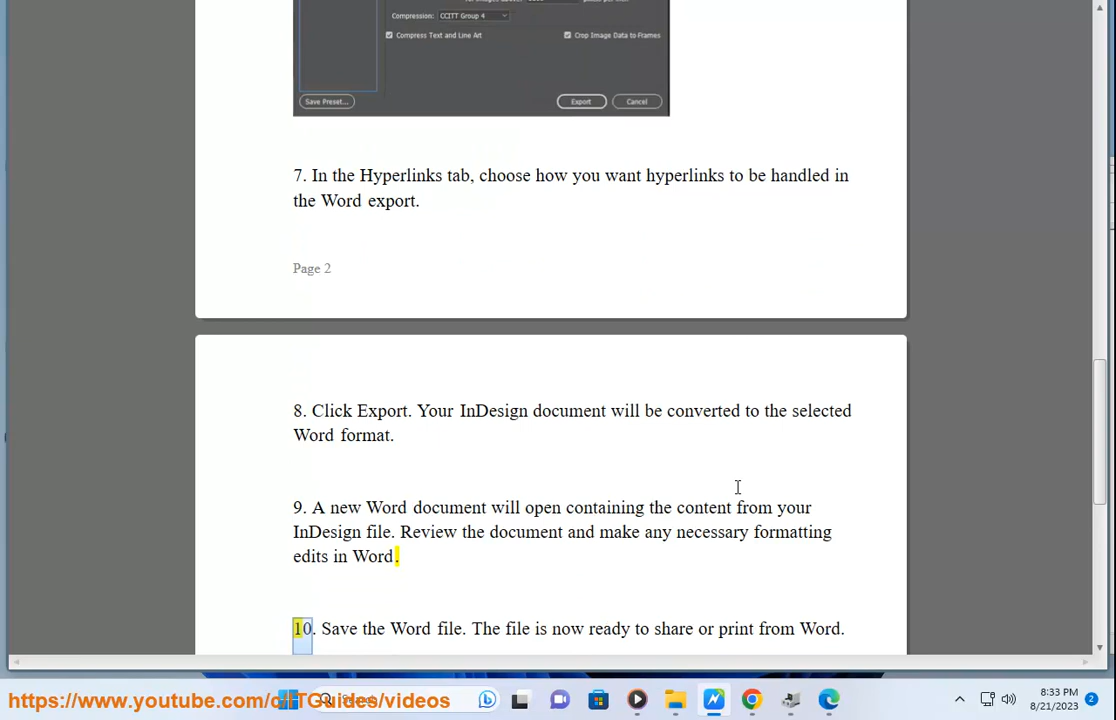 Compression: CCITT Group 4
Compress Text and Line Art Crop Image Data to Frames
Save Preset... Export Cancel
7. In the Hyperlinks tab, choose how you want hyperlinks to be handled in
the Word export.
Page 2
8. Click Export. Your InDesign document will be converted to the selected
Word format.
9. A new Word document will open containing the content from your
InDesign file. Review the document and make any necessary formatting
edits in Word.
10. Save the Word file. The file is now ready to share or print from Word.
8:33 PM
https://www.youtube.com/c/ITGuides/videos
8/21/2023
2